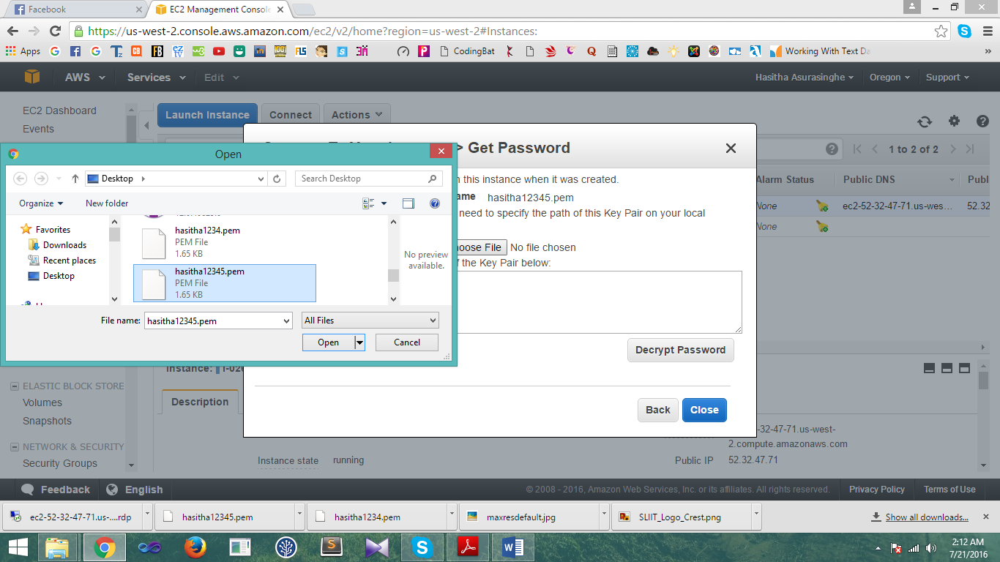 Facebook
EC2 Management Console
https://us-west-2.console.aws.amazon.com/ec2/v2/home?region=us-west-2#Instances:
Apps
CodingBat
Working With Text Da
»
AWS
Services
Edit
Hasitha Asurasinghe
Oregon
Support
EC2 Dashboard
Events
Launch Instance
Connect
Actions
> Get Password
1 to 2 of 2
Alarm Status
Public DNS
Publ
None
ec2-52-32-47-71.us-wes...
52.32
None
n this instance when it was created.
ame
hasitha12345.pem
need to specify the path of this Key Pair on your local
oose File
No file chosen
f the Key Pair below:
Decrypt Password
Back
Close
Open
Desktop
Search Desktop
Organize
New folder
Favorites
Downloads
Recent places
Desktop
hasitha1234.pem
PEM File
1.65 KB
hasitha12345.pem
PEM File
1.65 KB
No preview
available.
File name:
hasitha12345.pem
All Files
Open
Cancel
Instance:
ELASTIC BLOCK STORE
Volumes
Snapshots
NETWORK & SECURITY
Security Groups
Description
Instance state
running
-32-47-71.us-west-
2.compute.amazonaws.com
Public IP
52.32.47.71
Feedback
English
© 2008 - 2016, Amazon Web Services, Inc. or its affiliates. All rights reserved.
Privacy Policy
Terms of Use
ec2-52-32-47-71.us-....rdp
hasitha12345.pem
hasitha1234.pem
maxresdefault.jpg
SLIIT_Logo_Crest.png
Show all downloads...
2:12 AM
7/21/2016